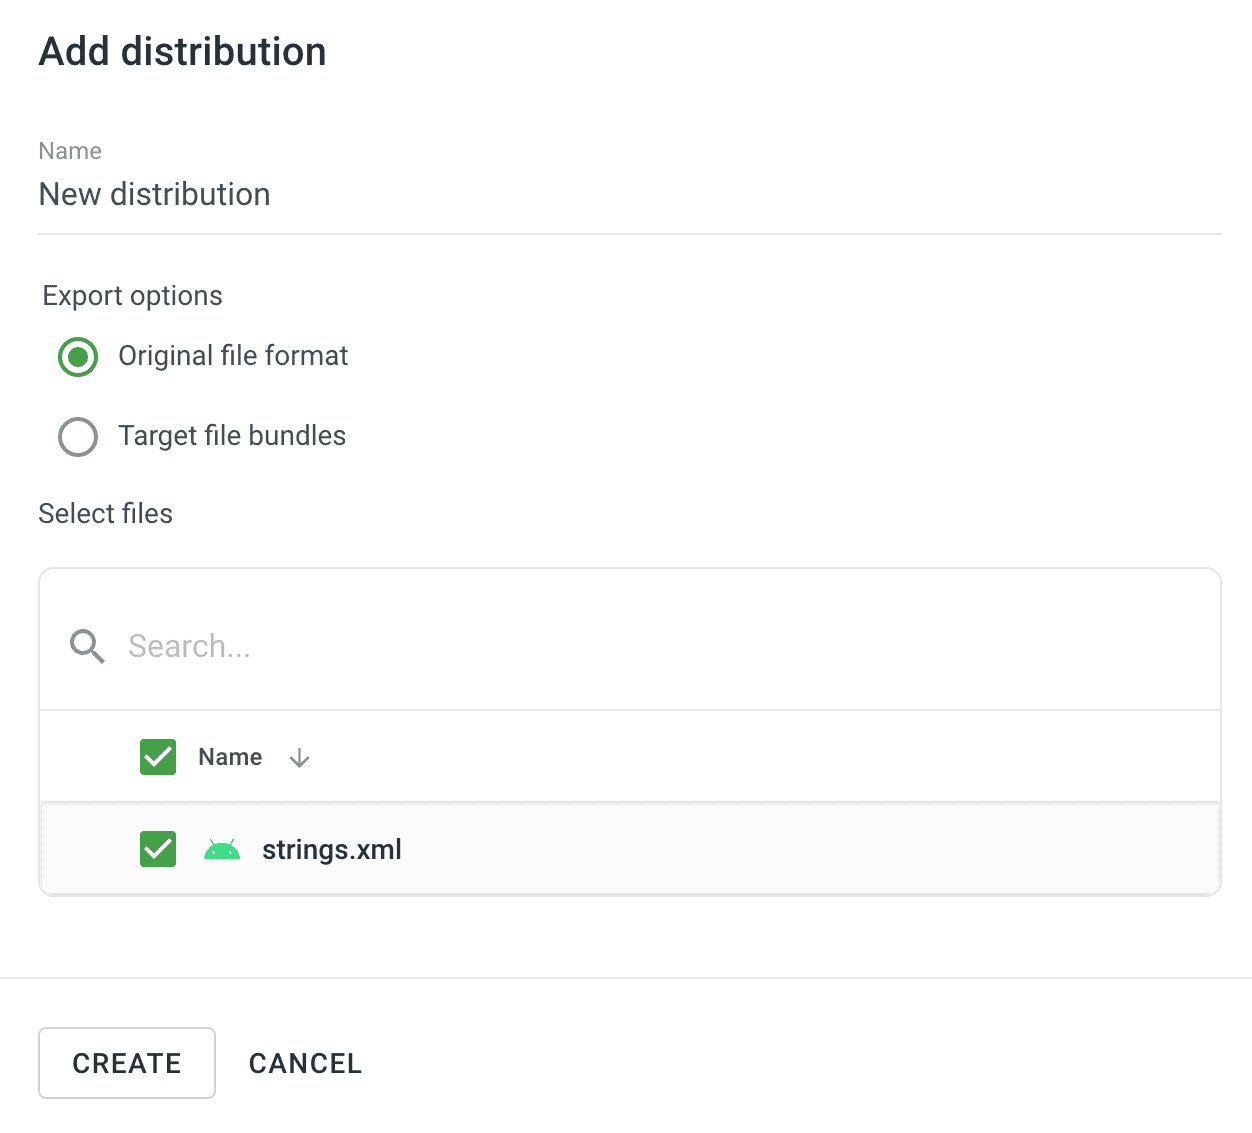 Add distribution
Name
New distribution
Export options
Original file format
Target file bundles
Select files
Search...
Name
strings.xml
CREATE CANCEL